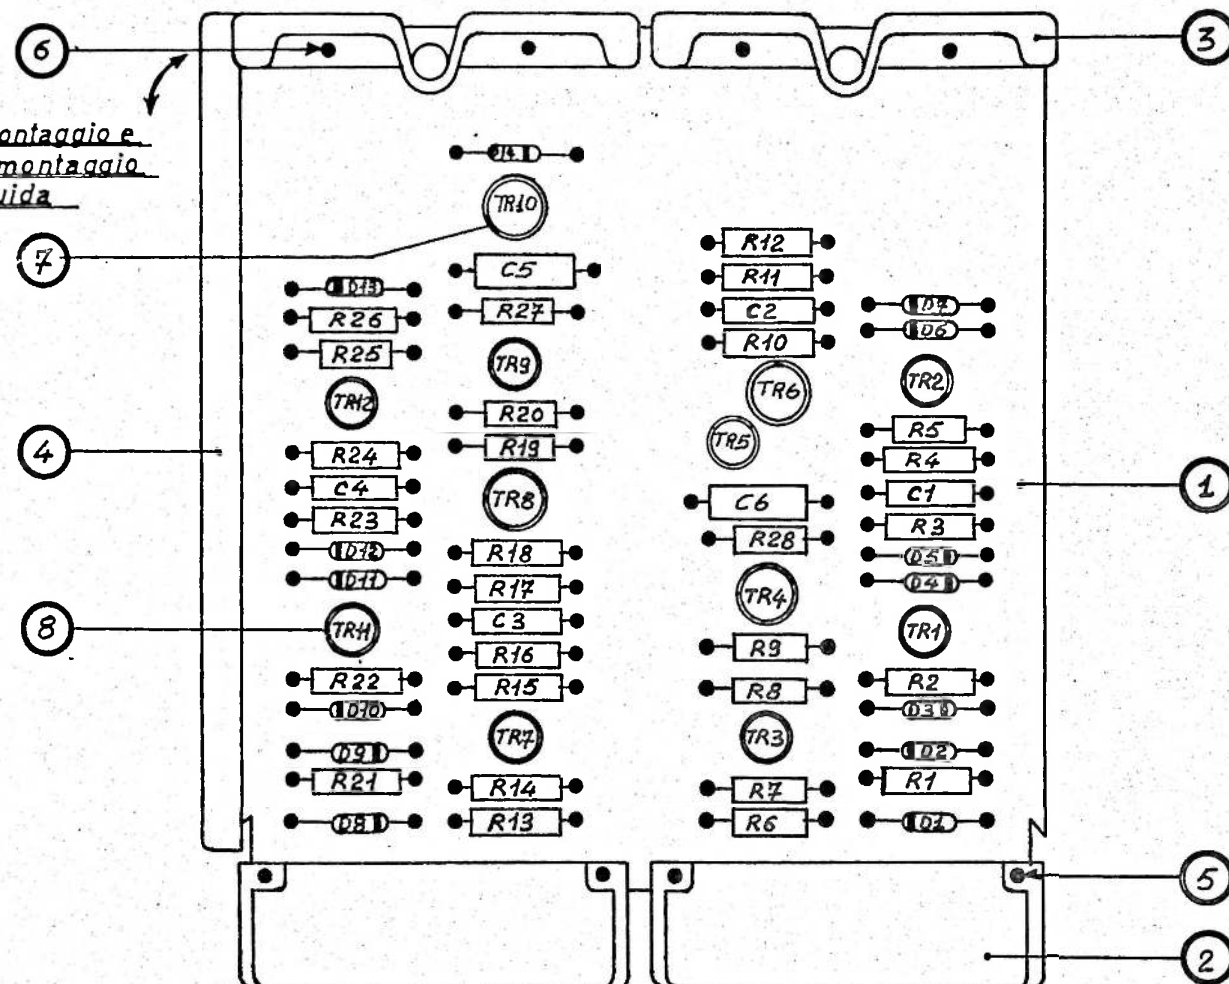 6
3
ontaggio e
montaggio
uida
14
TR10
7
R12
C5
R11
D13
D7
R26
R27
C2
D6
R25
R10
TR9
TR6
TR2
TR12
R20
R5
4
R24
R19
TR5
R4
C4
TR8
C6
C1
1
R23
R28
R3
D12
R18
D5
D11
R17
TR4
D4
8
TR11
C3
TR1
R16
R9
R22
R15
R8
R2
D10
D3
TR7
TR3
D9
D2
R21
R14
R7
R1
D8
R13
R6
D1
5
2